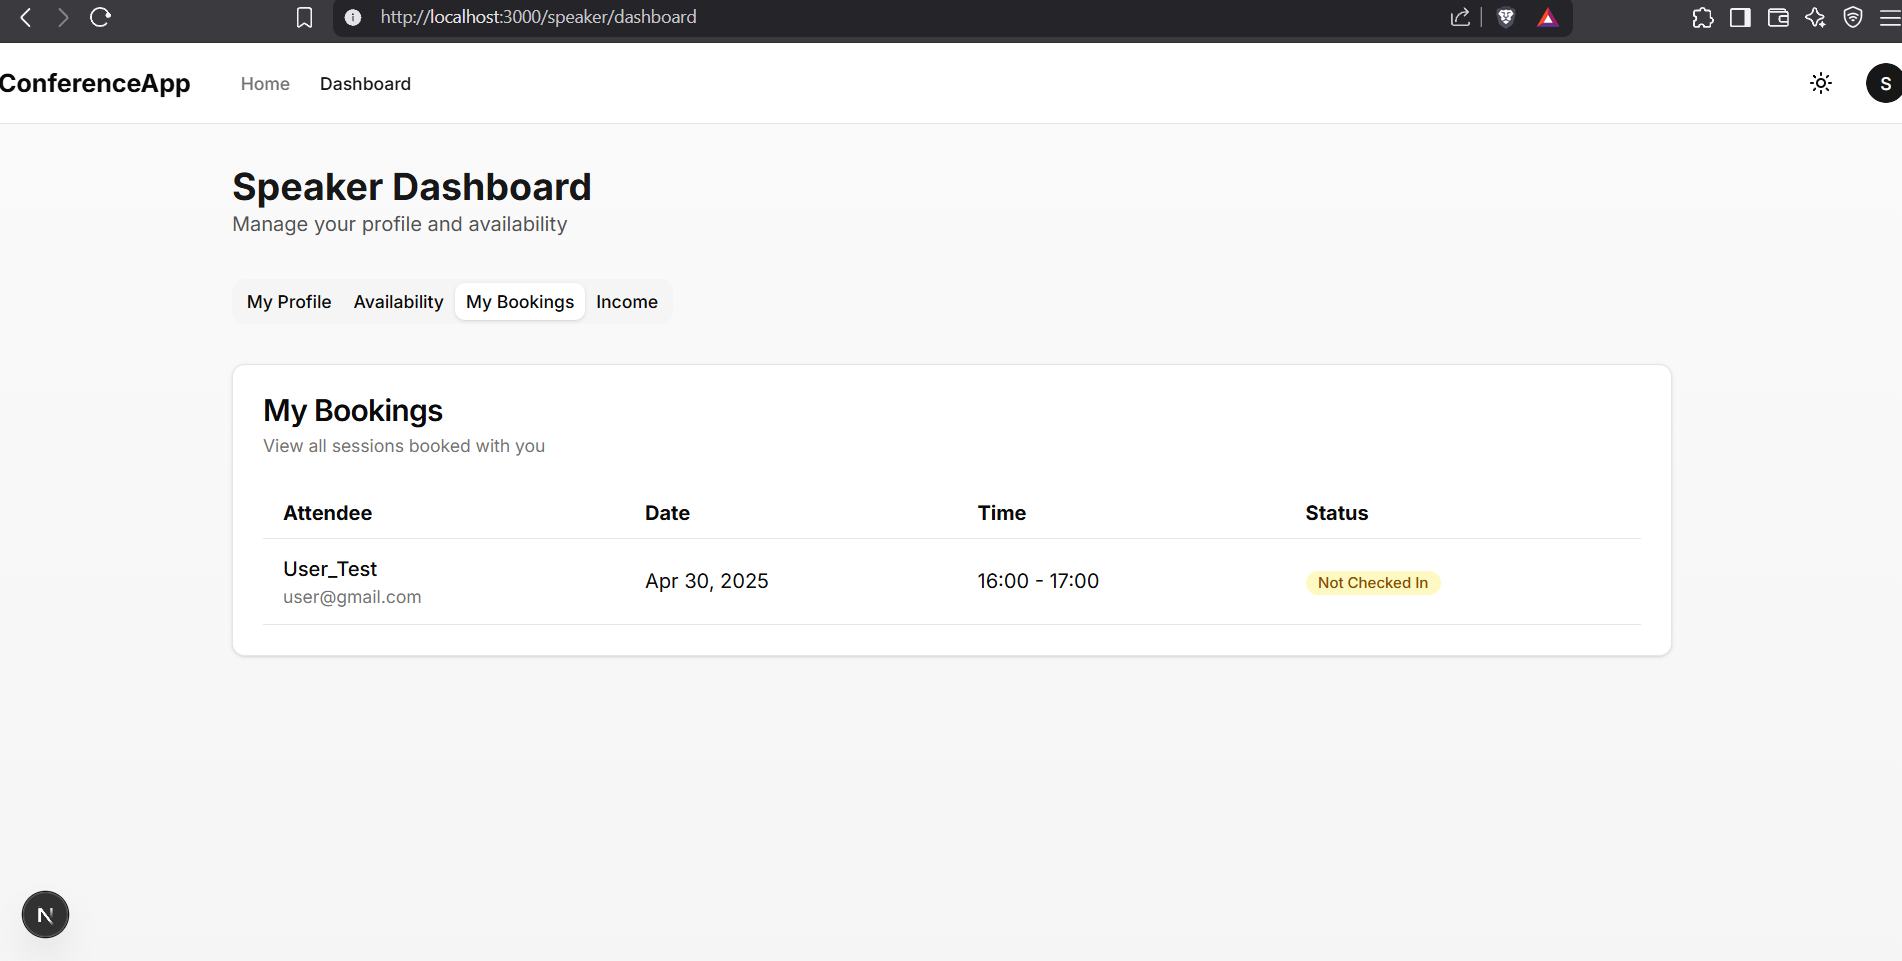 http://localhost:3000/speaker/dashboard
ConferenceApp
Home
Dashboard
S
Speaker Dashboard
Manage your profile and availability
My Profile
Availability
My Bookings
Income
My Bookings
View all sessions booked with you
Attendee
Date
Time
Status
User_Test
user@gmail.com
Apr 30, 2025
16:00 - 17:00
Not Checked In
N